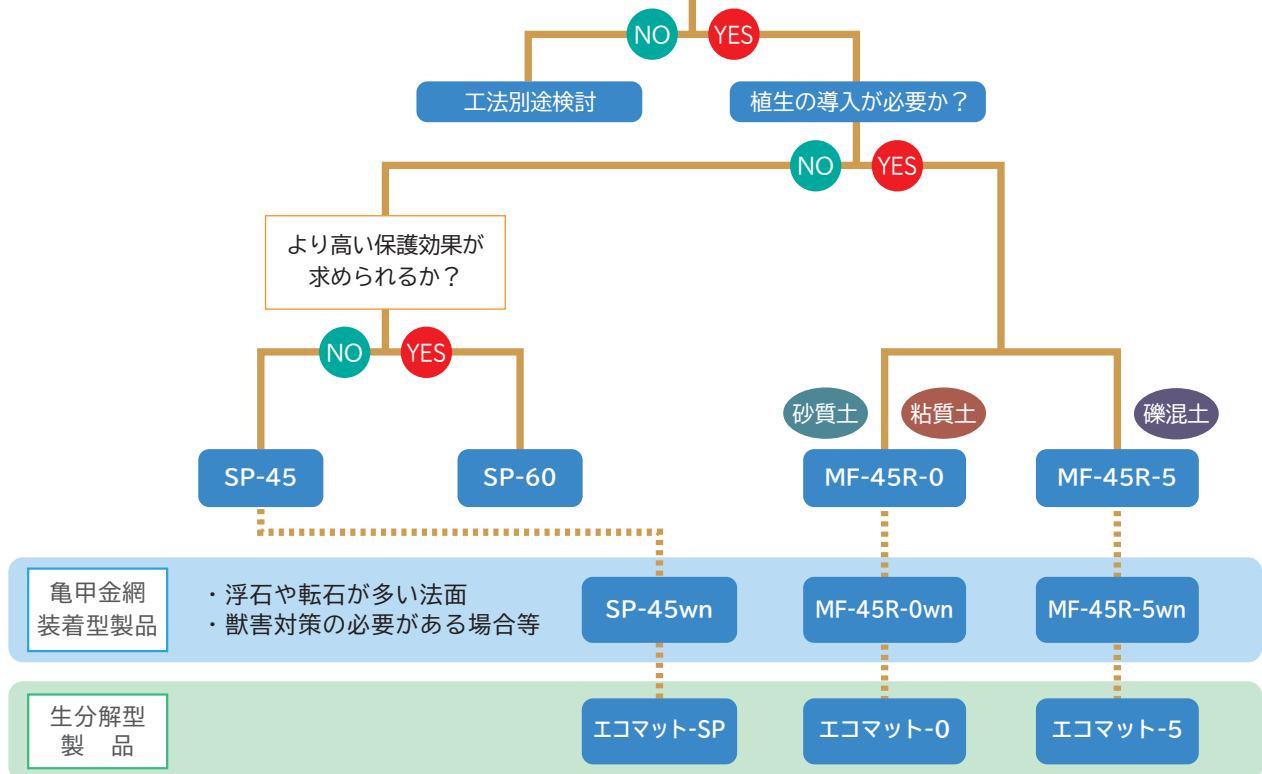 NO
YES
工法別途検討
植生の導入が必要か？
NO
YES
より高い保護効果が
求められるか？
NO
YES
砂質土
粘質土
礫混土
SP-45
SP-60
MF-45R-0
MF-45R-5
亀甲金網
装着型製品
・浮石や転石が多い法面
・獣害対策の必要がある場合等
SP-45wn
MF-45R-0wn
MF-45R-5wn
生分解型
製　品
エコマット-SP
エコマット-0
エコマット-5